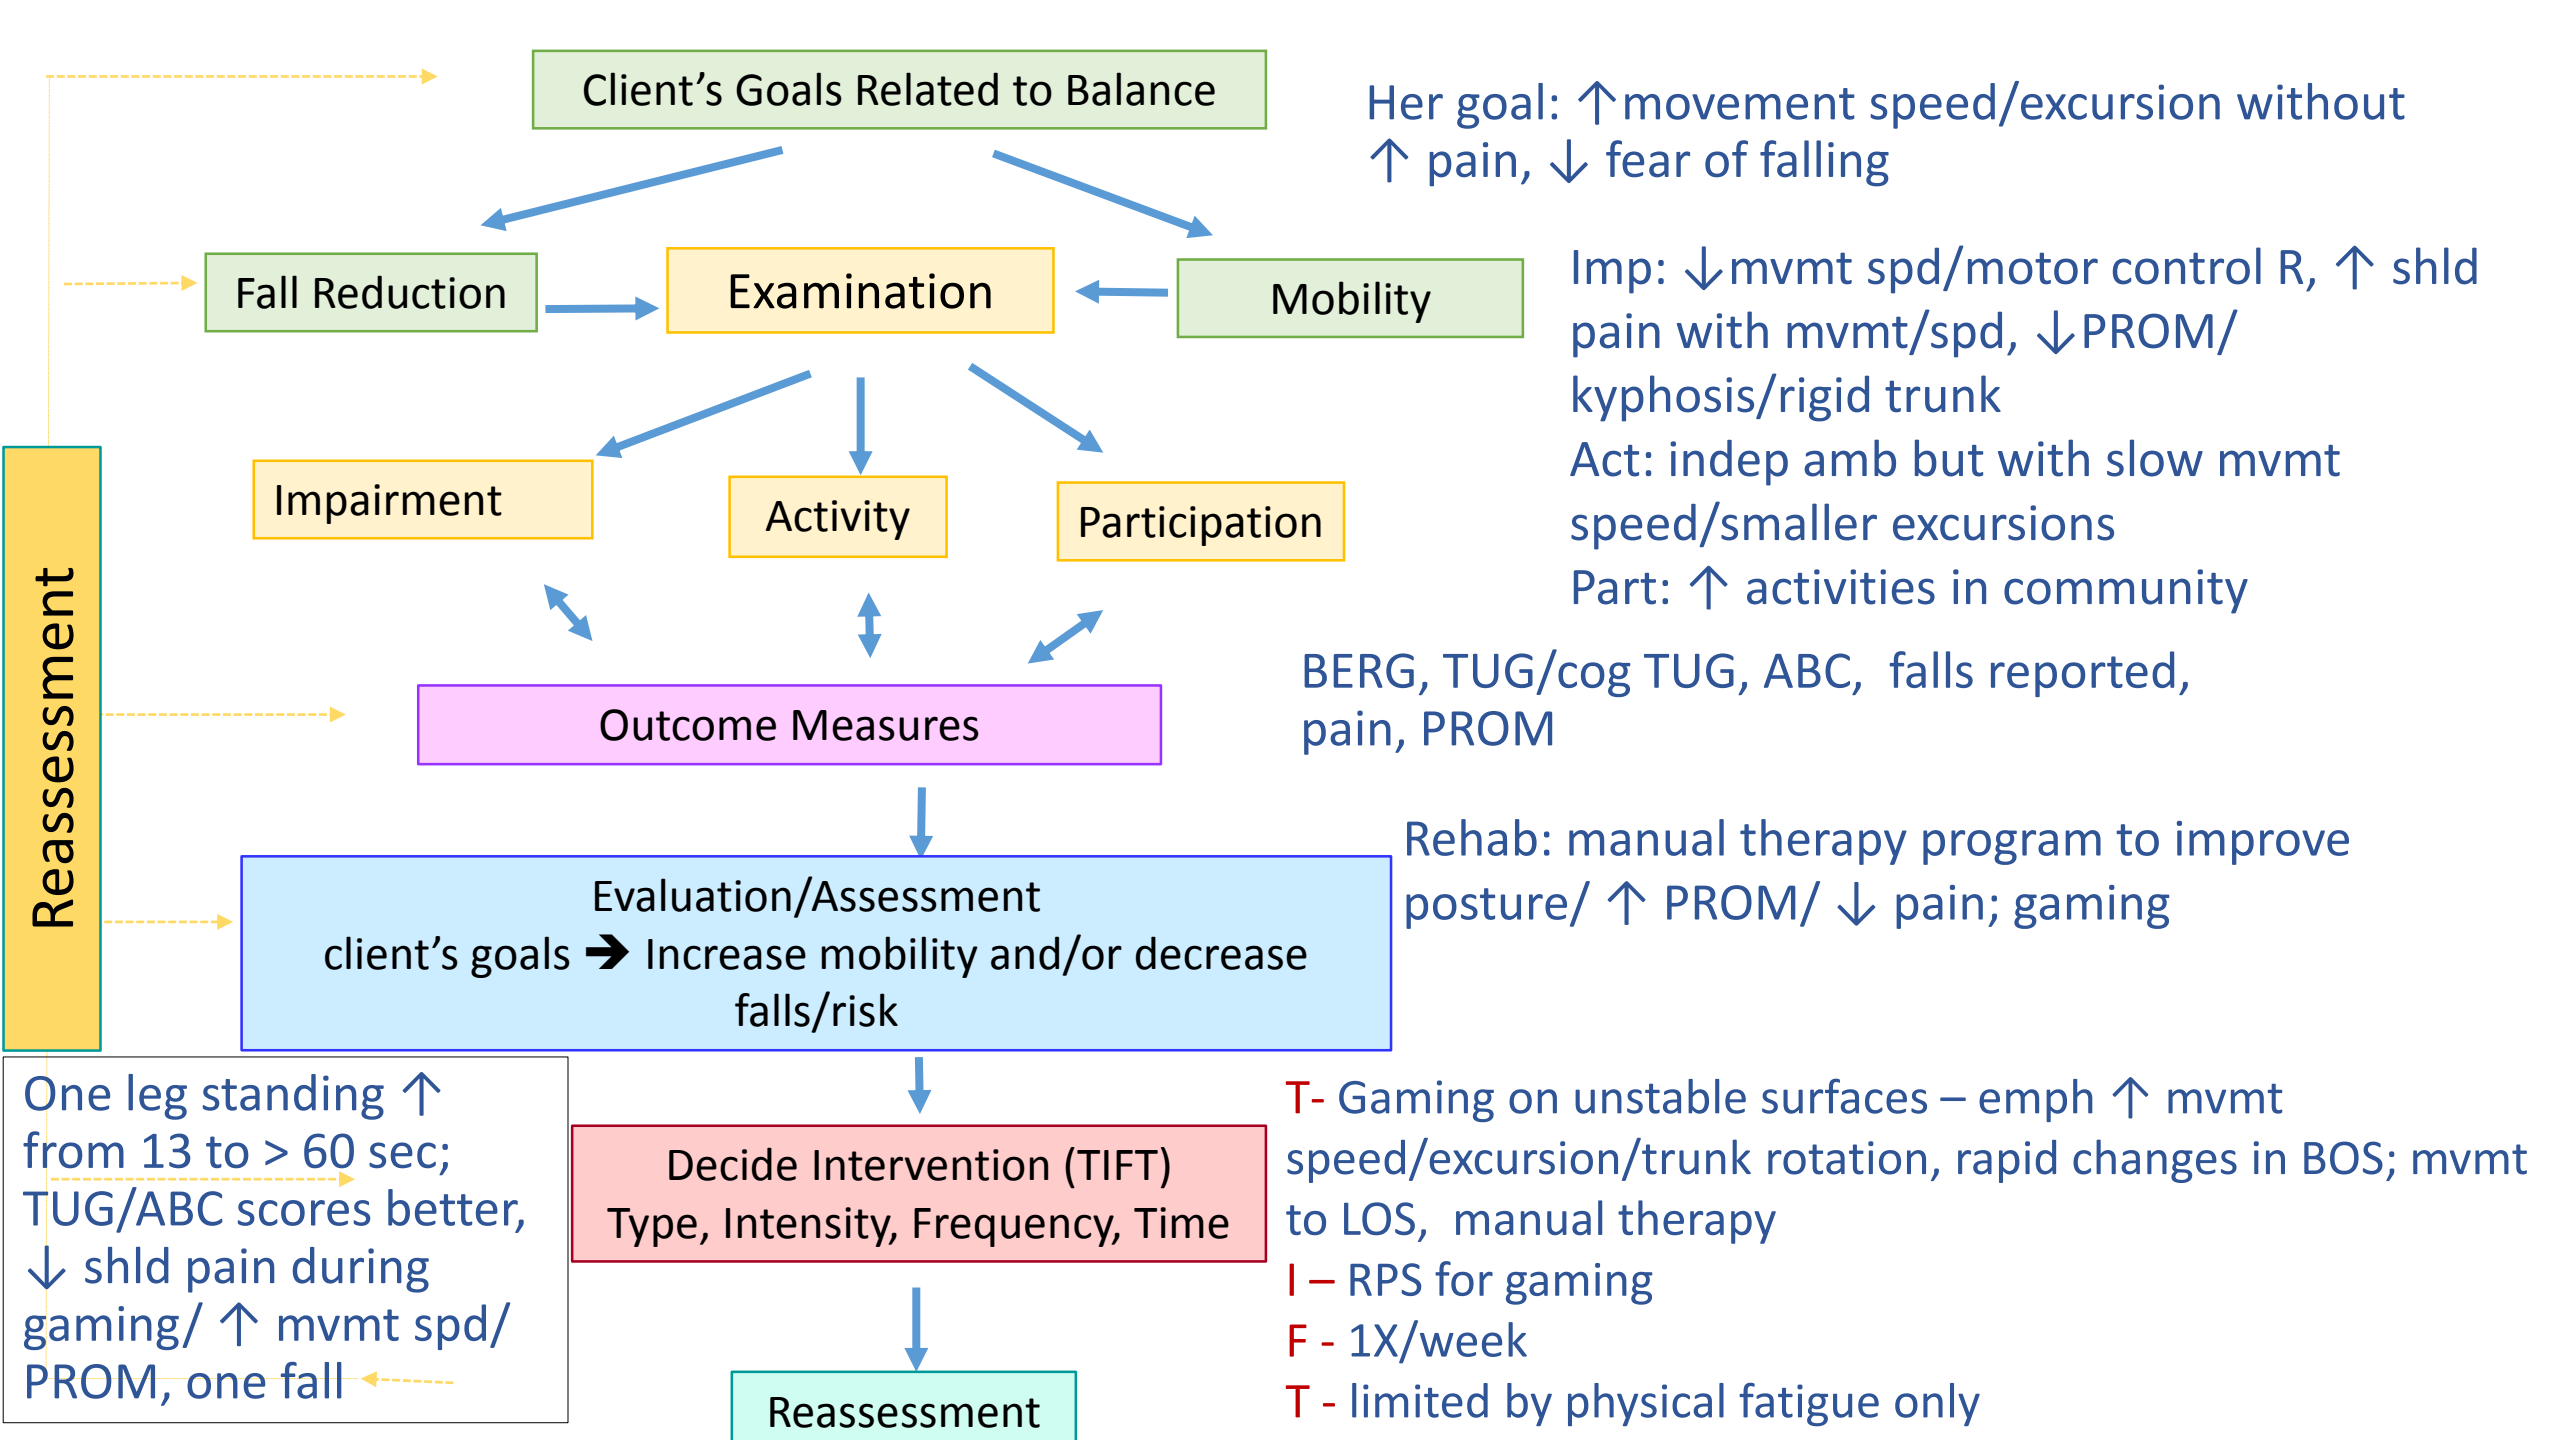 Client's Goals Related to Balance
Her goal: ↑movement speed/excursion without
↑ pain, ↓ fear of falling
Fall Reduction
Examination
Mobility
Imp: ↓mvmt spd/motor control R, ↑ shld
pain with mvmt/spd, ↓PROM/
kyphosis/rigid trunk
Act: indep amb but with slow mvmt
speed/smaller excursions
Part: ↑ activities in community
Impairment
Activity
Participation
Reassessment
Outcome Measures
BERG, TUG/cog TUG, ABC,  falls reported,
pain, PROM
Evaluation/Assessment
client's goals ➔ Increase mobility and/or decrease
falls/risk
Rehab: manual therapy program to improve
posture/ ↑ PROM/ ↓ pain; gaming
One leg standing ↑
from 13 to > 60 sec;
TUG/ABC scores better,
↓ shld pain during
gaming/ ↑ mvmt spd/
PROM, one fall
Decide Intervention (TIFT)
Type, Intensity, Frequency, Time
T- Gaming on unstable surfaces – emph ↑ mvmt
speed/excursion/trunk rotation, rapid changes in BOS; mvmt
to LOS,  manual therapy
I – RPS for gaming
F - 1X/week
T - limited by physical fatigue only
Reassessment